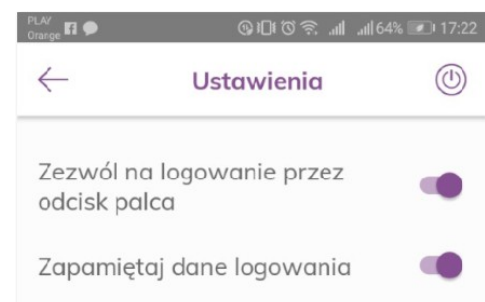 PLAY
Orange 64% 17:22
Ustawienia
Zezwól na logowanie przez
odcisk palca
Zapamiętaj dane logowania